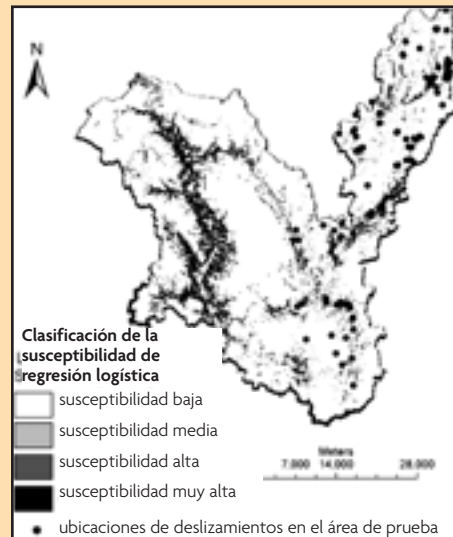 N
Clasificación de la
susceptibilidad de
regresión logística
susceptibilidad baja
susceptibilidad media
susceptibilidad alta
susceptibilidad muy alta
Meters
7,000 14,000 28,000
ubicaciones de deslizamientos en el área de prueba